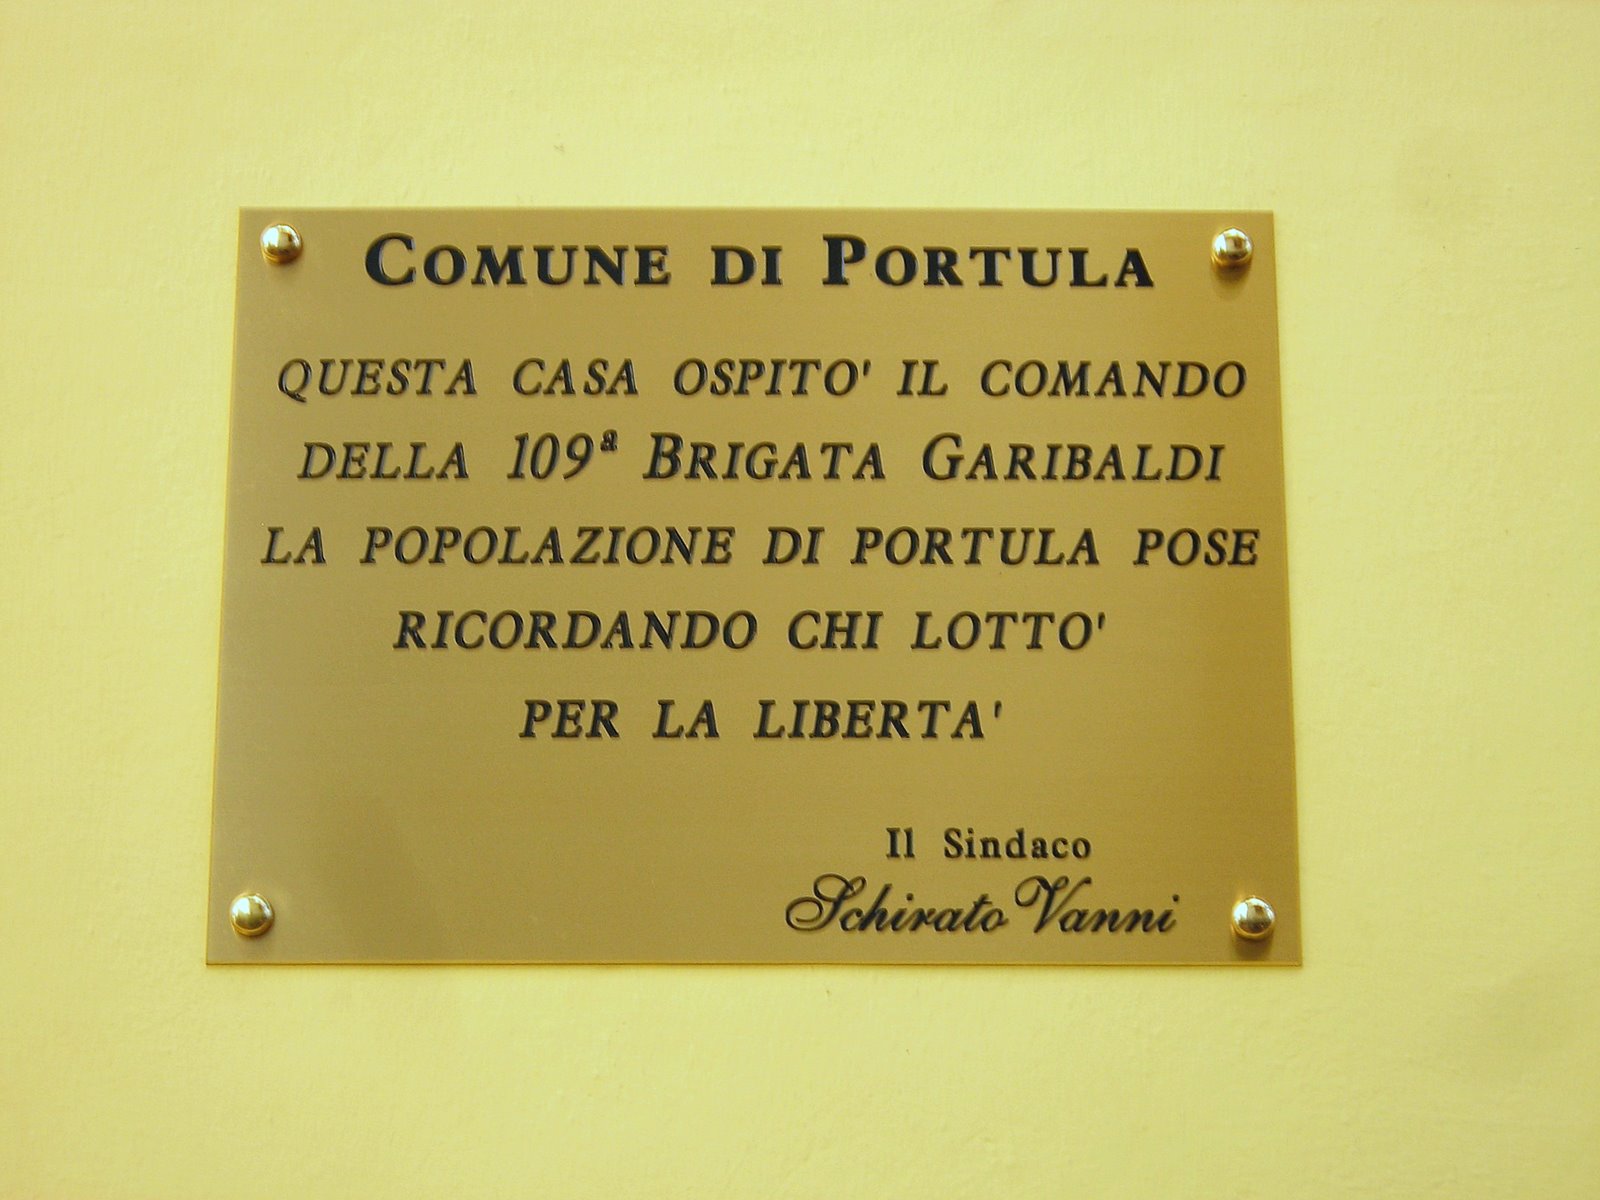 COMUNE DI PORTULA
QUESTA CASA OSPITO' IL COMANDO
DELLA 109ª BRIGATA GARIBALDI
LA POPOLAZIONE DI PORTULA POSE
RICORDANDO CHI LOTTO'
PER LA LIBERTA'
Il Sindaco
Schirato Vanni